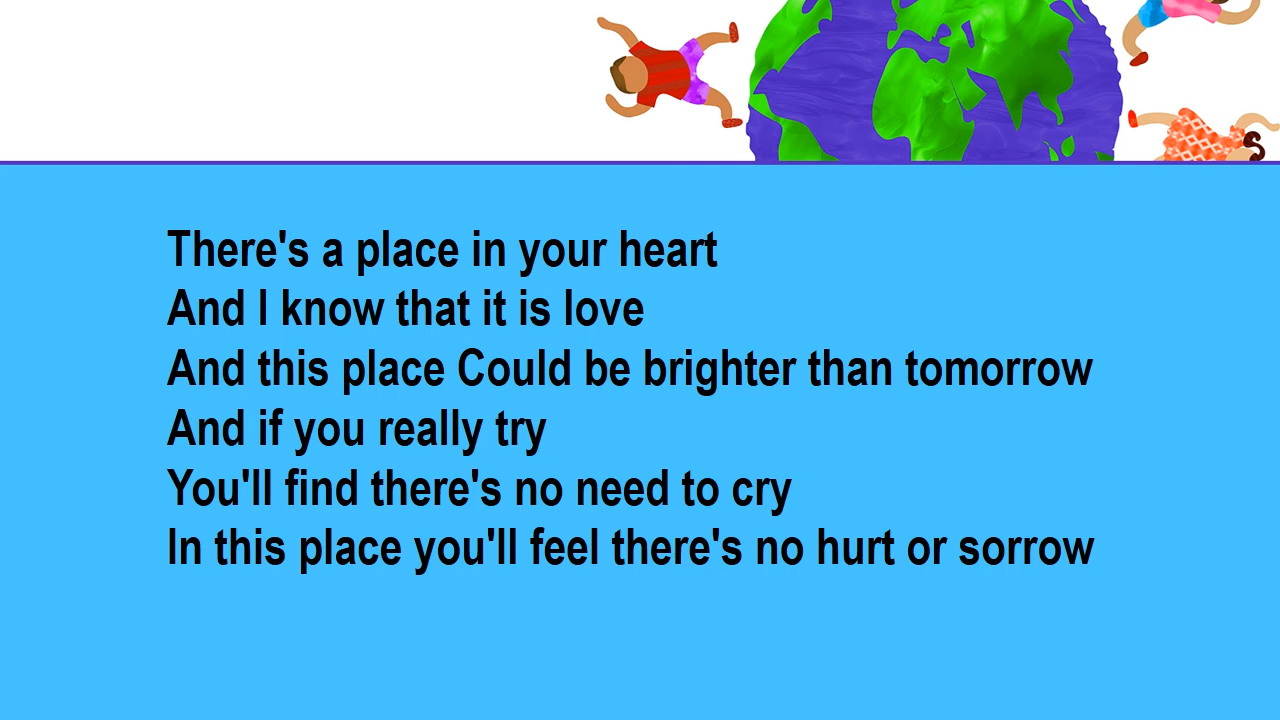 There's a place in your heart
And I know that it is love
And this place Could be brighter than tomorrow
And if you really try
You'll find there's no need to cry
In this place you'll feel there's no hurt or sorrow